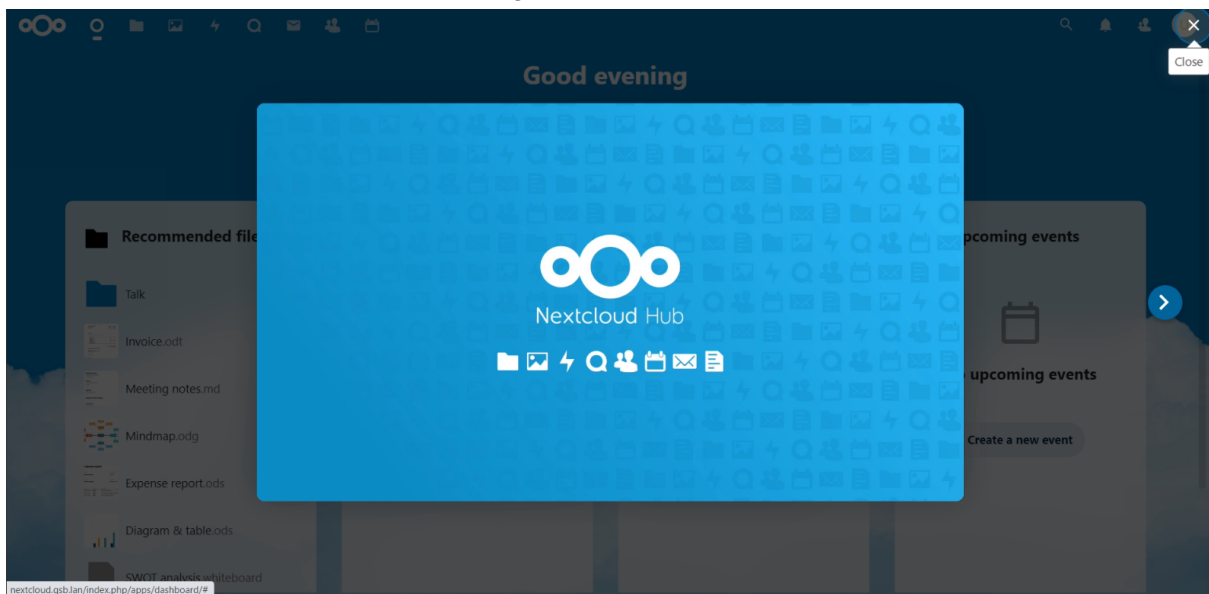 Close
Good evening
Nextcloud Hub
Recommended file
Talk
Invoice.odt
Meeting notes.md
Mindmap.odg
Expense report.ods
Diagram & table.ods
SWOT analysis.whiteboard
pcoming events
upcoming events
Create a new event
nextcloud.gsb.lan/index.php/apps/dashboard/#